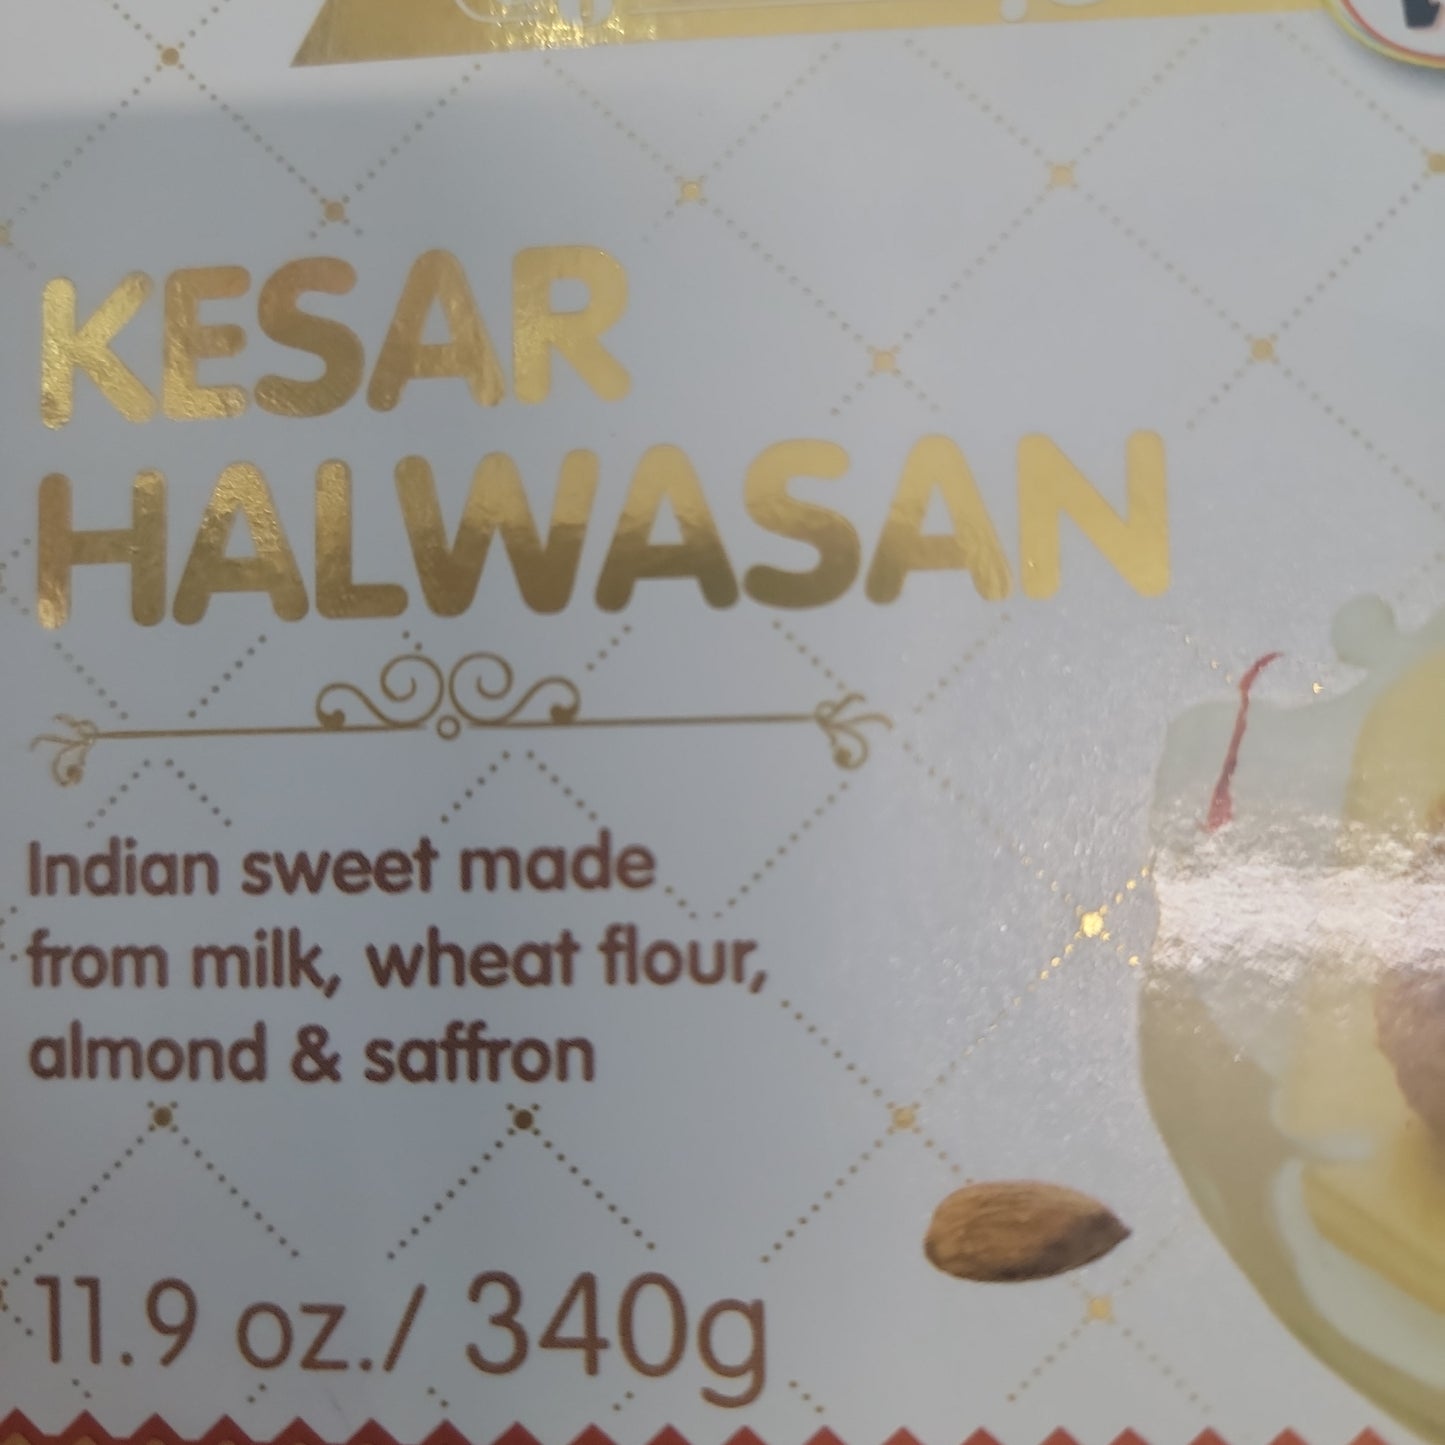 KESAR
HALWASAN
Indian sweet made
from milk, wheat flour,
almond & saffron
11.9 oz./ 340g